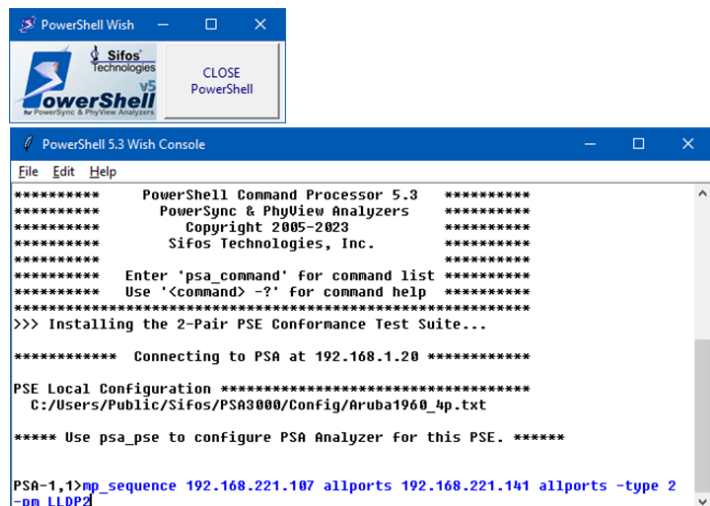 PowerShell Wish
Sifos
Technologies
v5
PowerShell
for PowerSync & PhyView Analyzers
CLOSE
PowerShell
PowerShell 5.3 Wish Console
File Edit Help
********** PowerShell Command Processor 5.3 **********
********** PowerSync & PhyView Analyzers **********
********** Copyright 2005-2023 **********
********** Sifos Technologies, Inc. **********
********** **********
********** Enter 'psa_command' for command list **********
********** Use '<command> -?' for command help **********
************************************************************
>>> Installing the 2-Pair PSE Conformance Test Suite...
************ Connecting to PSA at 192.168.1.20 ************
PSE Local Configuration ************************************
C:/Users/Public/Sifos/PSA3000/Config/Aruba1960_4p.txt
***** Use psa_pse to configure PSA Analyzer for this PSE. ******
PSA-1,1>mp_sequence 192.168.221.107 allports 192.168.221.141 allports -type 2
-pm LLDP2